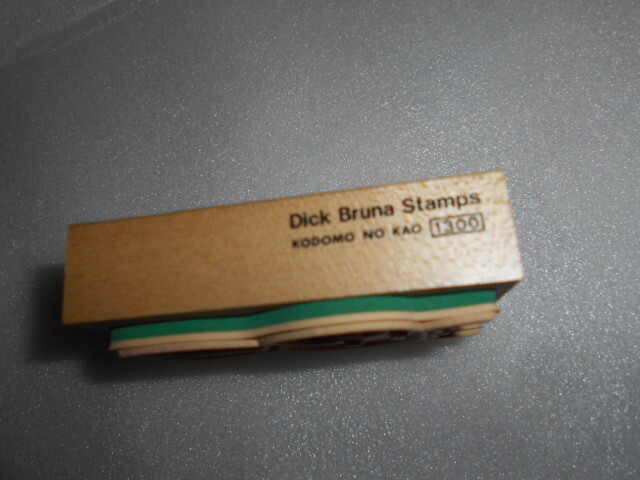 Dick Bruna Stamps
KODOMO NO KAO 1300